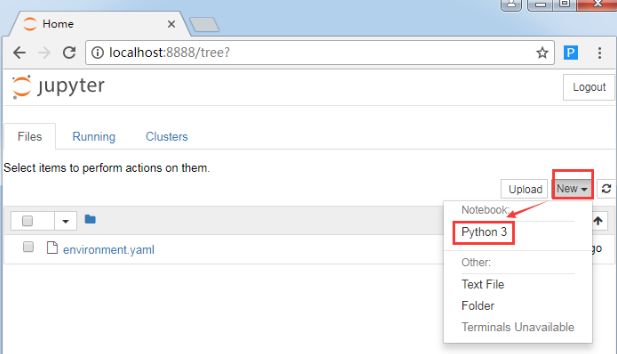 Home
localhost:8888/tree?
P
jupyter
Logout
Files Running Clusters
Select items to perform actions on them.
Upload New
Notebook:
Python 3
environment.yaml
go
Other:
Text File
Folder
Terminals Unavailable